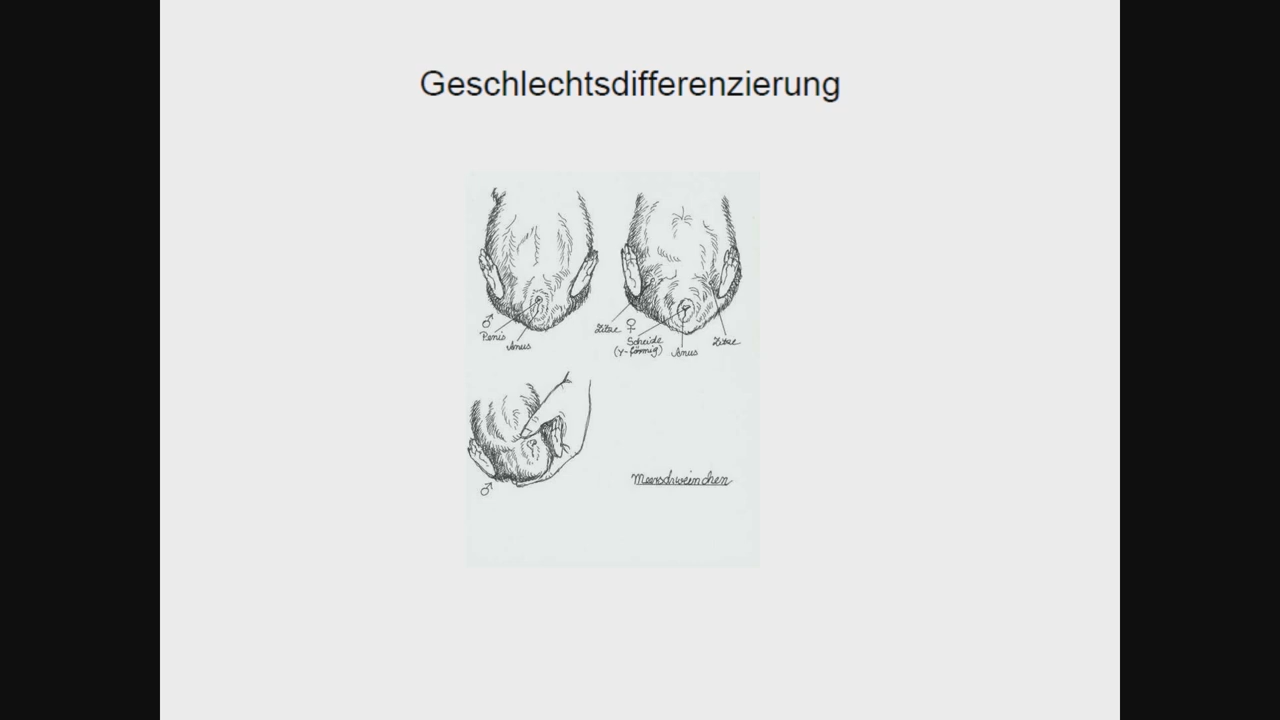 Geschlechtsdifferenzierung
♂
Penis
Anus
Zitze ♀
Scheide
(Y-förmig)
Anus
Zitze
♂
Meerschweinchen